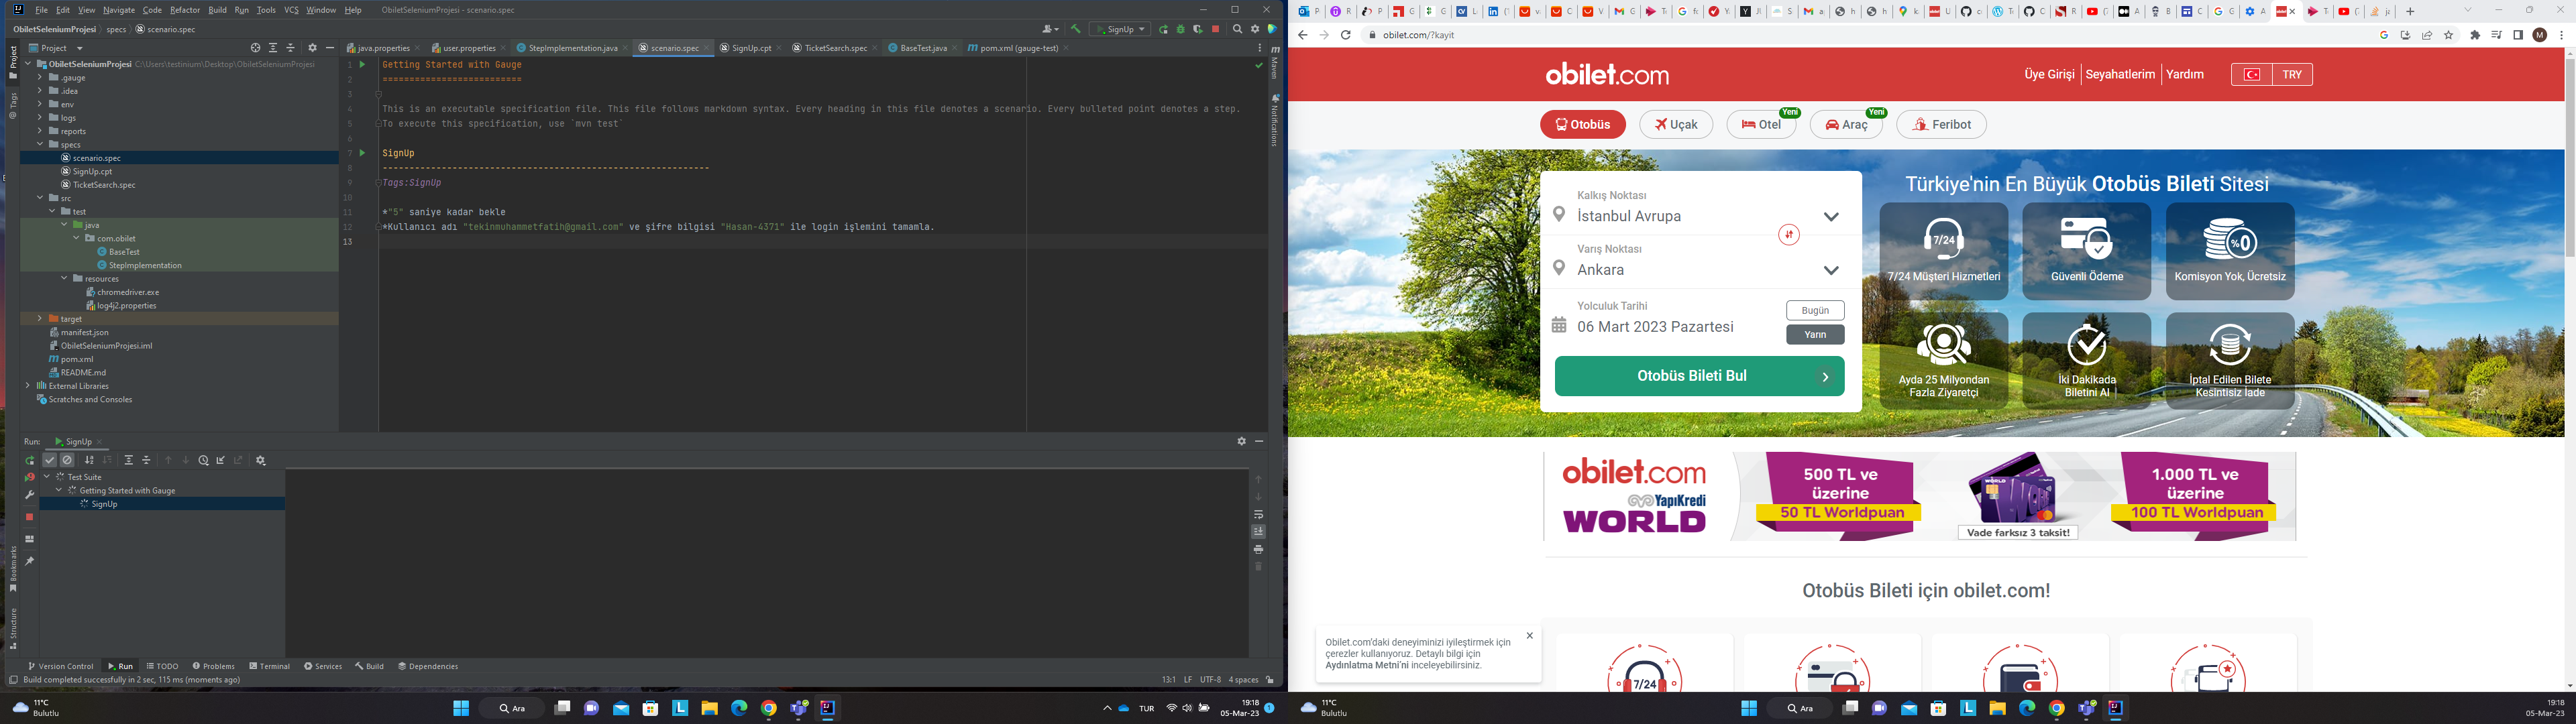 File Edit View Navigate Code Refactor Build Run Tools VCS Window Help ObiletSeleniumProjesi - scenario.spec
ObiletSeleniumProjesi specs scenario.spec
SignUp
Project
java.properties user.properties StepImplementation.java scenario.spec SignUp.cpt TicketSearch.spec BaseTest.java pom.xml (gauge-test)
ObiletSeleniumProjesi C:\Users\testinium\Desktop\ObiletSeleniumProjesi
.gauge
.idea
env
logs
reports
specs
scenario.spec
SignUp.cpt
TicketSearch.spec
src
test
java
com.obilet
BaseTest
StepImplementation
resources
chromedriver.exe
log4j2.properties
target
manifest.json
ObiletSeleniumProjesi.iml
pom.xml
README.md
External Libraries
Scratches and Consoles
1 Getting Started with Gauge
2 ==========================
3
4 This is an executable specification file. This file follows markdown syntax. Every heading in this file denotes a scenario. Every bulleted point denotes a step.
5 To execute this specification, use `mvn test`
6
7 SignUp
8 -------------------------------------------------------------
9 Tags:SignUp
10
11 *"5" saniye kadar bekle
12 *Kullanıcı adı "tekinmuhammetfatih@gmail.com" ve şifre bilgisi "Hasan-4371" ile login işlemini tamamla.
13
Project
Tags
Bookmarks
Structure
Maven
Notifications
Run: SignUp
Test Suite
Getting Started with Gauge
SignUp
Version Control Run TODO Problems Terminal Services Build Dependencies
Build completed successfully in 2 sec, 115 ms (moments ago)
13:1 LF UTF-8 4 spaces
11°C
Bulutlu
Ara
TUR
19:18
05-Mar-23
1
obilet.com/?kayit
M
obilet.com
Üye Girişi Seyahatlerim Yardım TRY
Otobüs Uçak Otel Yeni Araç Yeni Feribot
Kalkış Noktası
İstanbul Avrupa
Varış Noktası
Ankara
Yolculuk Tarihi
06 Mart 2023 Pazartesi
Bugün
Yarın
Otobüs Bileti Bul
Türkiye'nin En Büyük Otobüs Bileti Sitesi
7/24
7/24 Müşteri Hizmetleri
Güvenli Ödeme
%0
Komisyon Yok, Ücretsiz
Ayda 25 Milyondan
Fazla Ziyaretçi
İki Dakikada
Biletini Al
İptal Edilen Bilete
Kesintisiz İade
obilet.com
YapıKredi
WORLD
500 TL ve
üzerine
50 TL Worldpuan
Vade farksız 3 taksit!
1.000 TL ve
üzerine
100 TL Worldpuan
Otobüs Bileti için obilet.com!
Obilet.com'daki deneyiminizi iyileştirmek için
çerezler kullanıyoruz. Detaylı bilgi için
Aydınlatma Metni'ni inceleyebilirsiniz.
7/24
11°C
Bulutlu
Ara
19:18
05-Mar-23